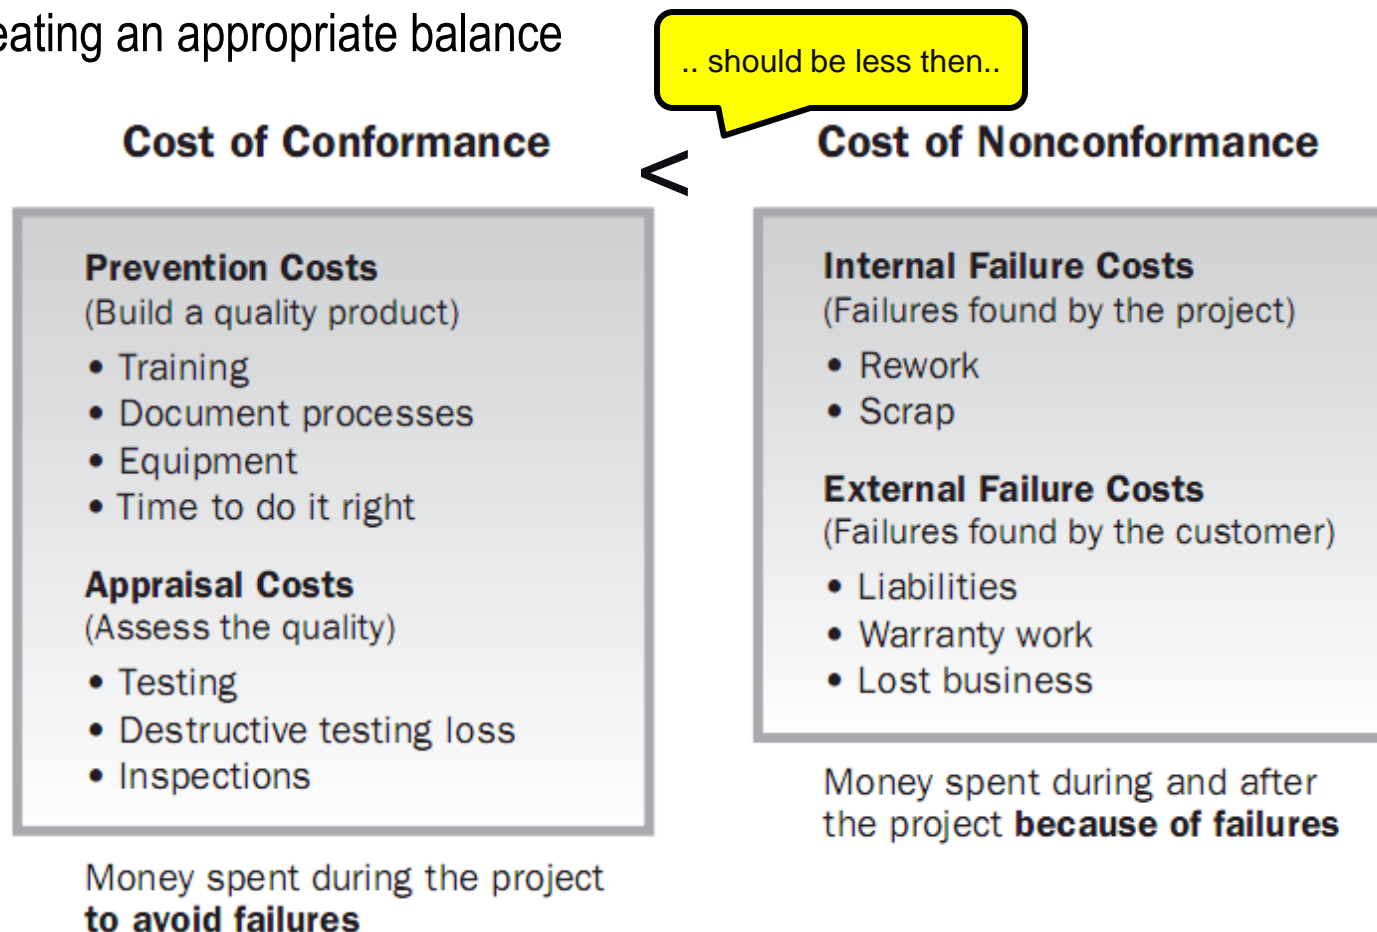 eating an appropriate balance
.. should be less then..
Cost of Conformance
<
Cost of Nonconformance
Prevention Costs
(Build a quality product)
• Training
• Document processes
• Equipment
• Time to do it right
Appraisal Costs
(Assess the quality)
• Testing
• Destructive testing loss
• Inspections
Money spent during the project
to avoid failures
Internal Failure Costs
(Failures found by the project)
• Rework
• Scrap
External Failure Costs
(Failures found by the customer)
• Liabilities
• Warranty work
• Lost business
Money spent during and after
the project because of failures